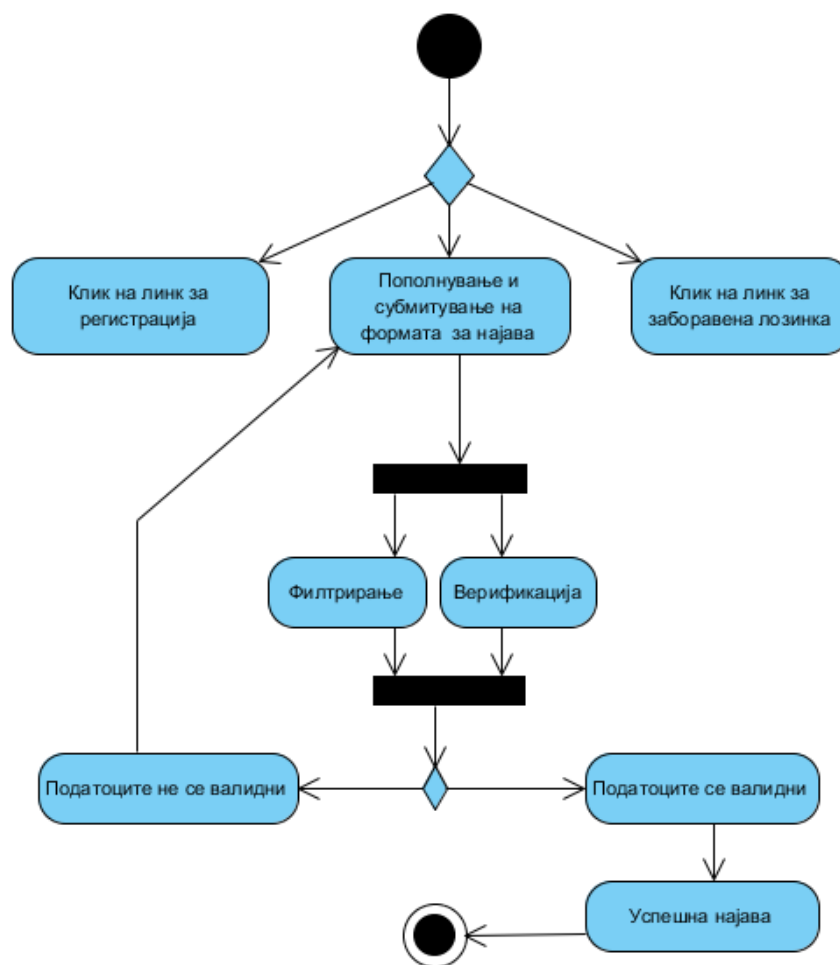 Клик на линк за
регистрација
Пополнување и
субмитување на
формата за најава
Клик на линк за
заборавена лозинка
Филтрирање
Верификација
Податоците не се валидни
Податоците се валидни
Успешна најава